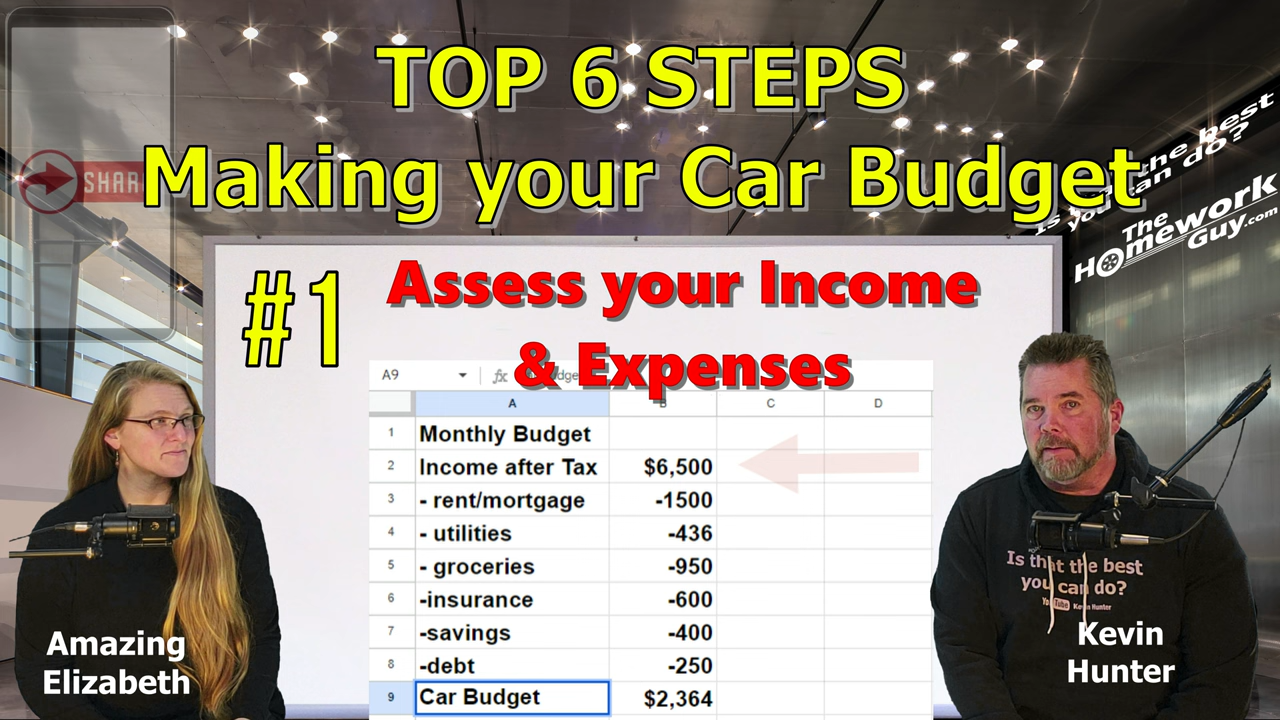 TOP 6 STEPS
Making your Car Budget
SHAR
the best
Is
you can do?
The
Homework
Guy.com
#1
Assess your Income
& Expenses
A9
fx
A B C D
1 Monthly Budget
2 Income after Tax $6,500
3 - rent/mortgage -1500
4 - utilities -436
5 - groceries -950
6 -insurance -600
7 -savings -400
8 -debt -250
9 Car Budget $2,364
Is that the best
you can do?
YouTube Kevin Hunter
Amazing
Elizabeth
Kevin
Hunter